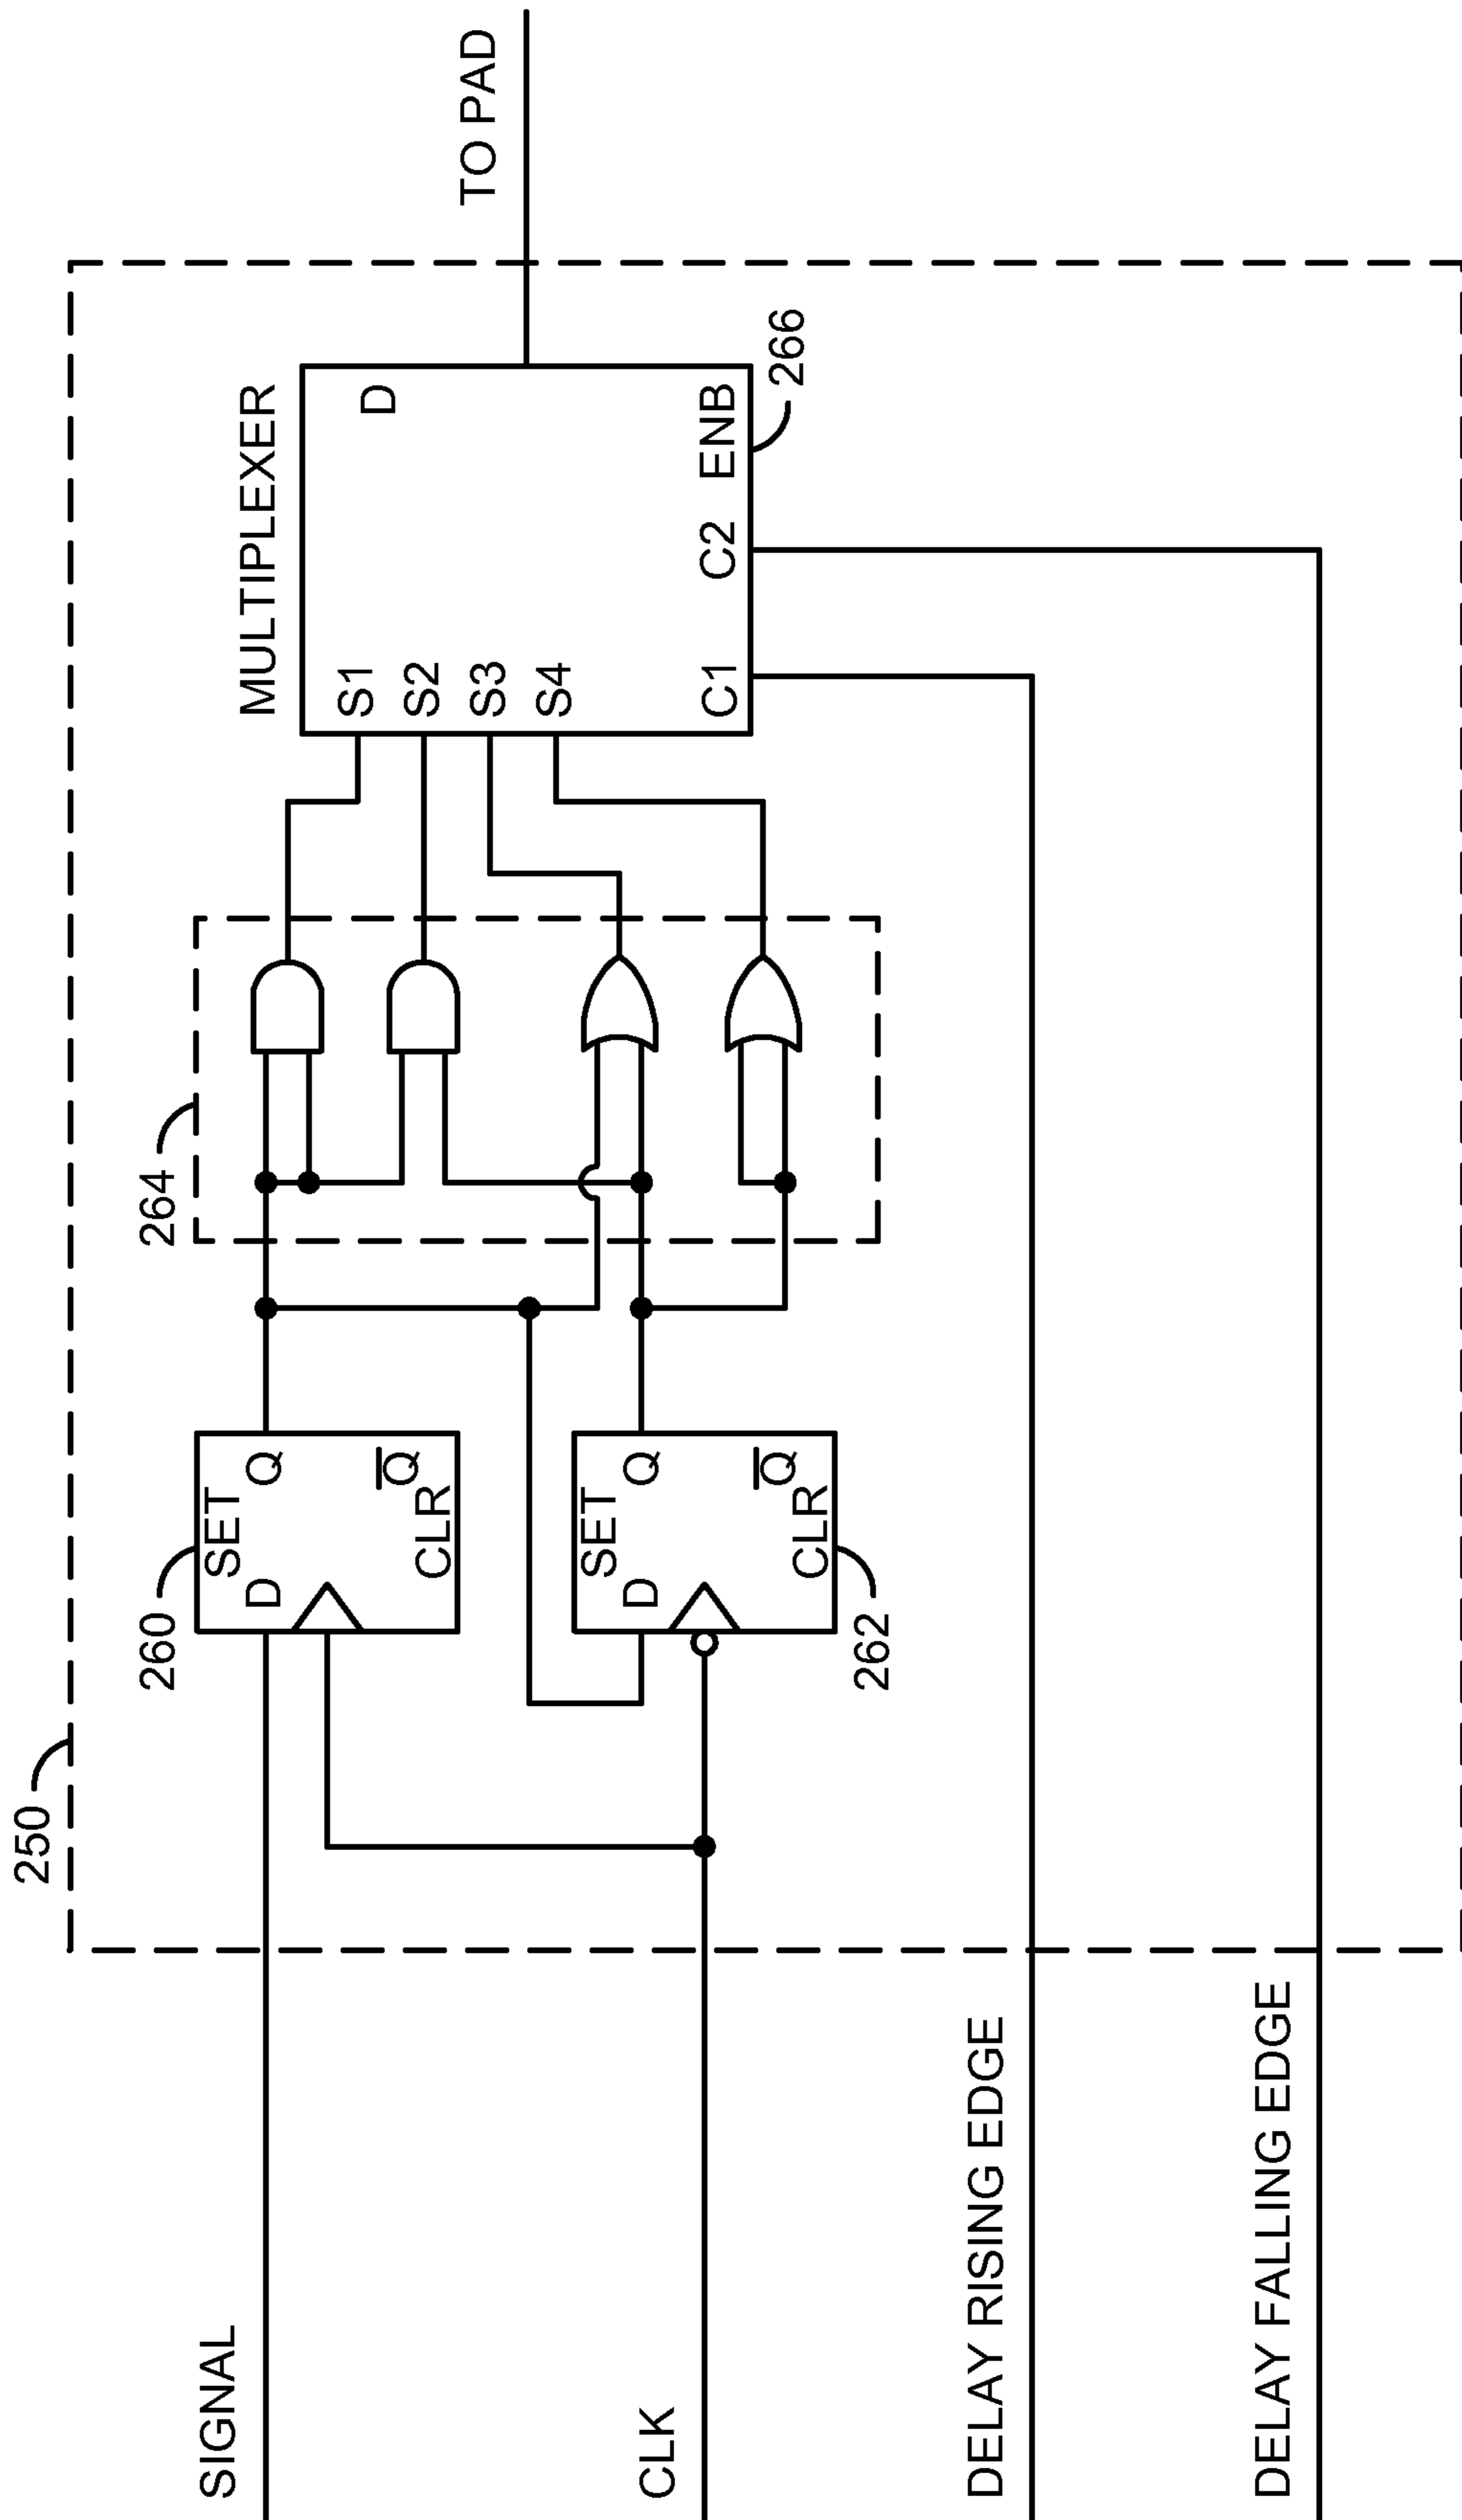 250
260
264
MULTIPLEXER
SIGNAL
SET
D
Q
Q
CLR
S1
S2
S3
S4
D
TO PAD
C1
C2
ENB
266
CLK
SET
D
Q
Q
CLR
262
DELAY RISING EDGE
DELAY FALLING EDGE